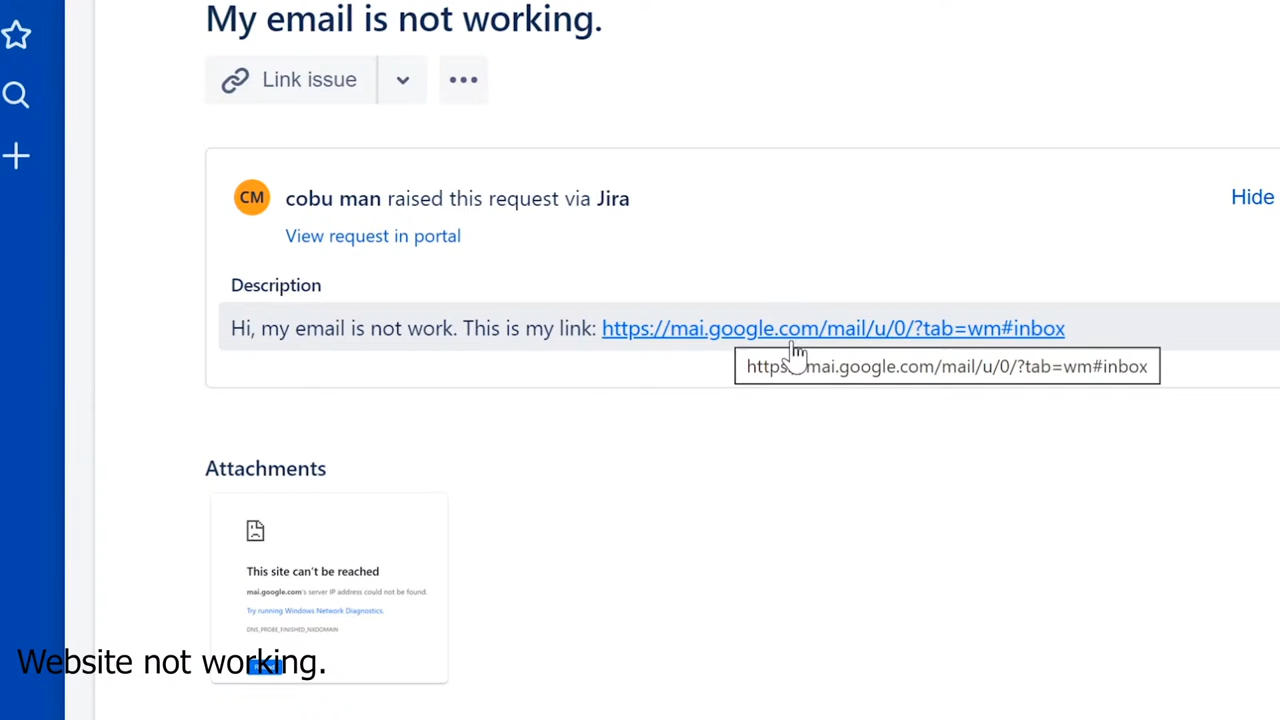 My email is not working.
Link issue
CM
cobu man raised this request via Jira
Hide
View request in portal
Description
Hi, my email is not work. This is my link: https://mai.google.com/mail/u/0/?tab=wm#inbox
https mai.google.com/mail/u/0/?tab=wm#inbox
Attachments
This site can't be reached
mai.google.com's server IP address could not be found.
Try running Windows Network Diagnostics.
DNS_PROBE_FINISHED_NXDOMAIN
Website not working.